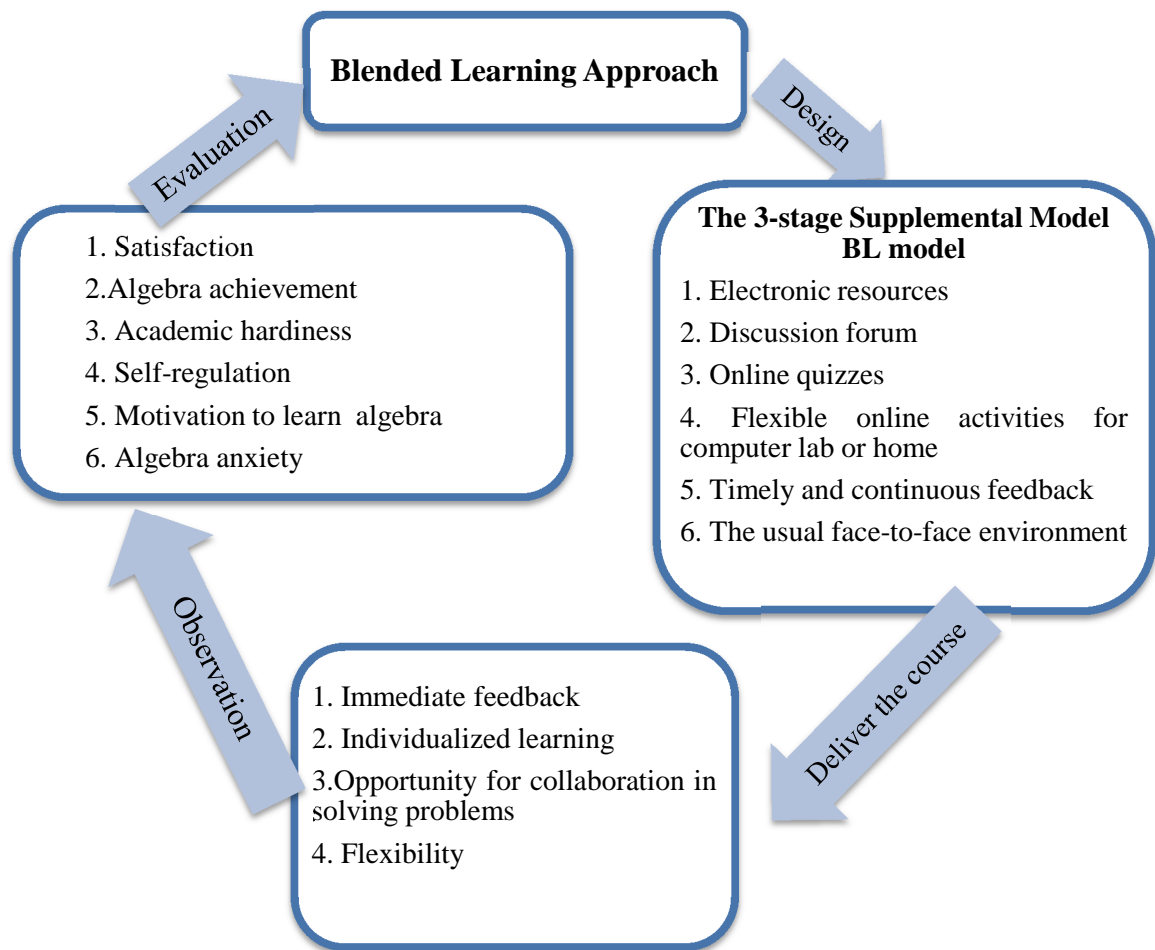 Blended Learning Approach
Design
The 3-stage Supplemental Model
BL model
1. Electronic resources
2. Discussion forum
3. Online quizzes
4. Flexible online activities for
computer lab or home
5. Timely and continuous feedback
6. The usual face-to-face environment
Deliver the course
1. Immediate feedback
2. Individualized learning
3.Opportunity for collaboration in
solving problems
4. Flexibility
Observation
1. Satisfaction
2.Algebra achievement
3. Academic hardiness
4. Self-regulation
5. Motivation to learn algebra
6. Algebra anxiety
Evaluation